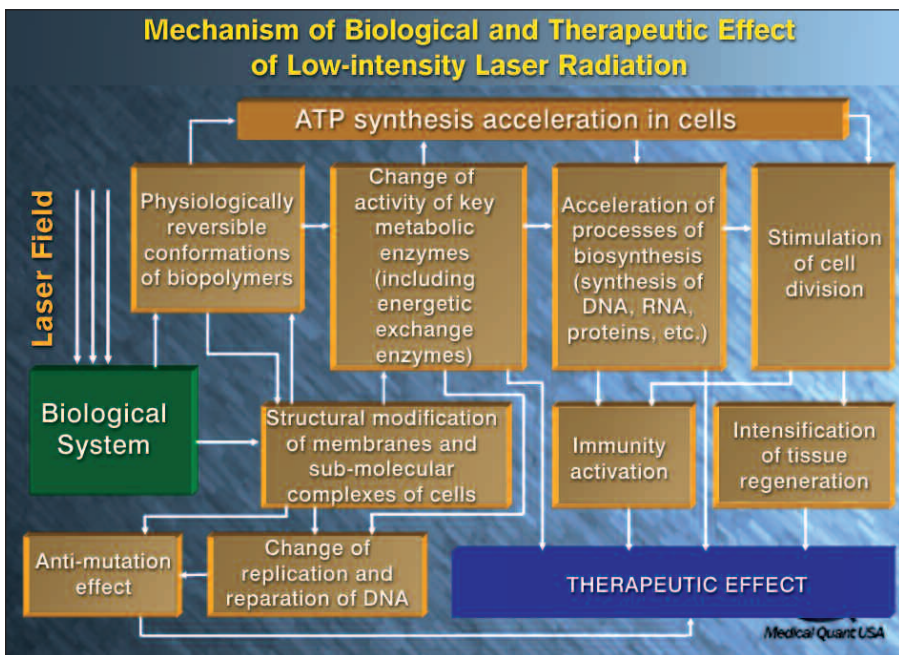 Mechanism of Biological and Therapeutic Effect
of Low-intensity Laser Radiation
ATP synthesis acceleration in cells
Laser Field
Physiologically
reversible
conformations
of biopolymers
Change of
activity of key
metabolic
enzymes
(including
energetic
exchange
enzymes)
Acceleration of
processes of
biosynthesis
(synthesis of
DNA, RNA,
proteins, etc.)
Stimulation
of cell
division
Biological
System
Structural modification
of membranes and
sub-molecular
complexes of cells
Immunity
activation
Intensification
of tissue
regeneration
Anti-mutation
effect
Change of
replication and
reparation of DNA
THERAPEUTIC EFFECT
Medical Quant USA